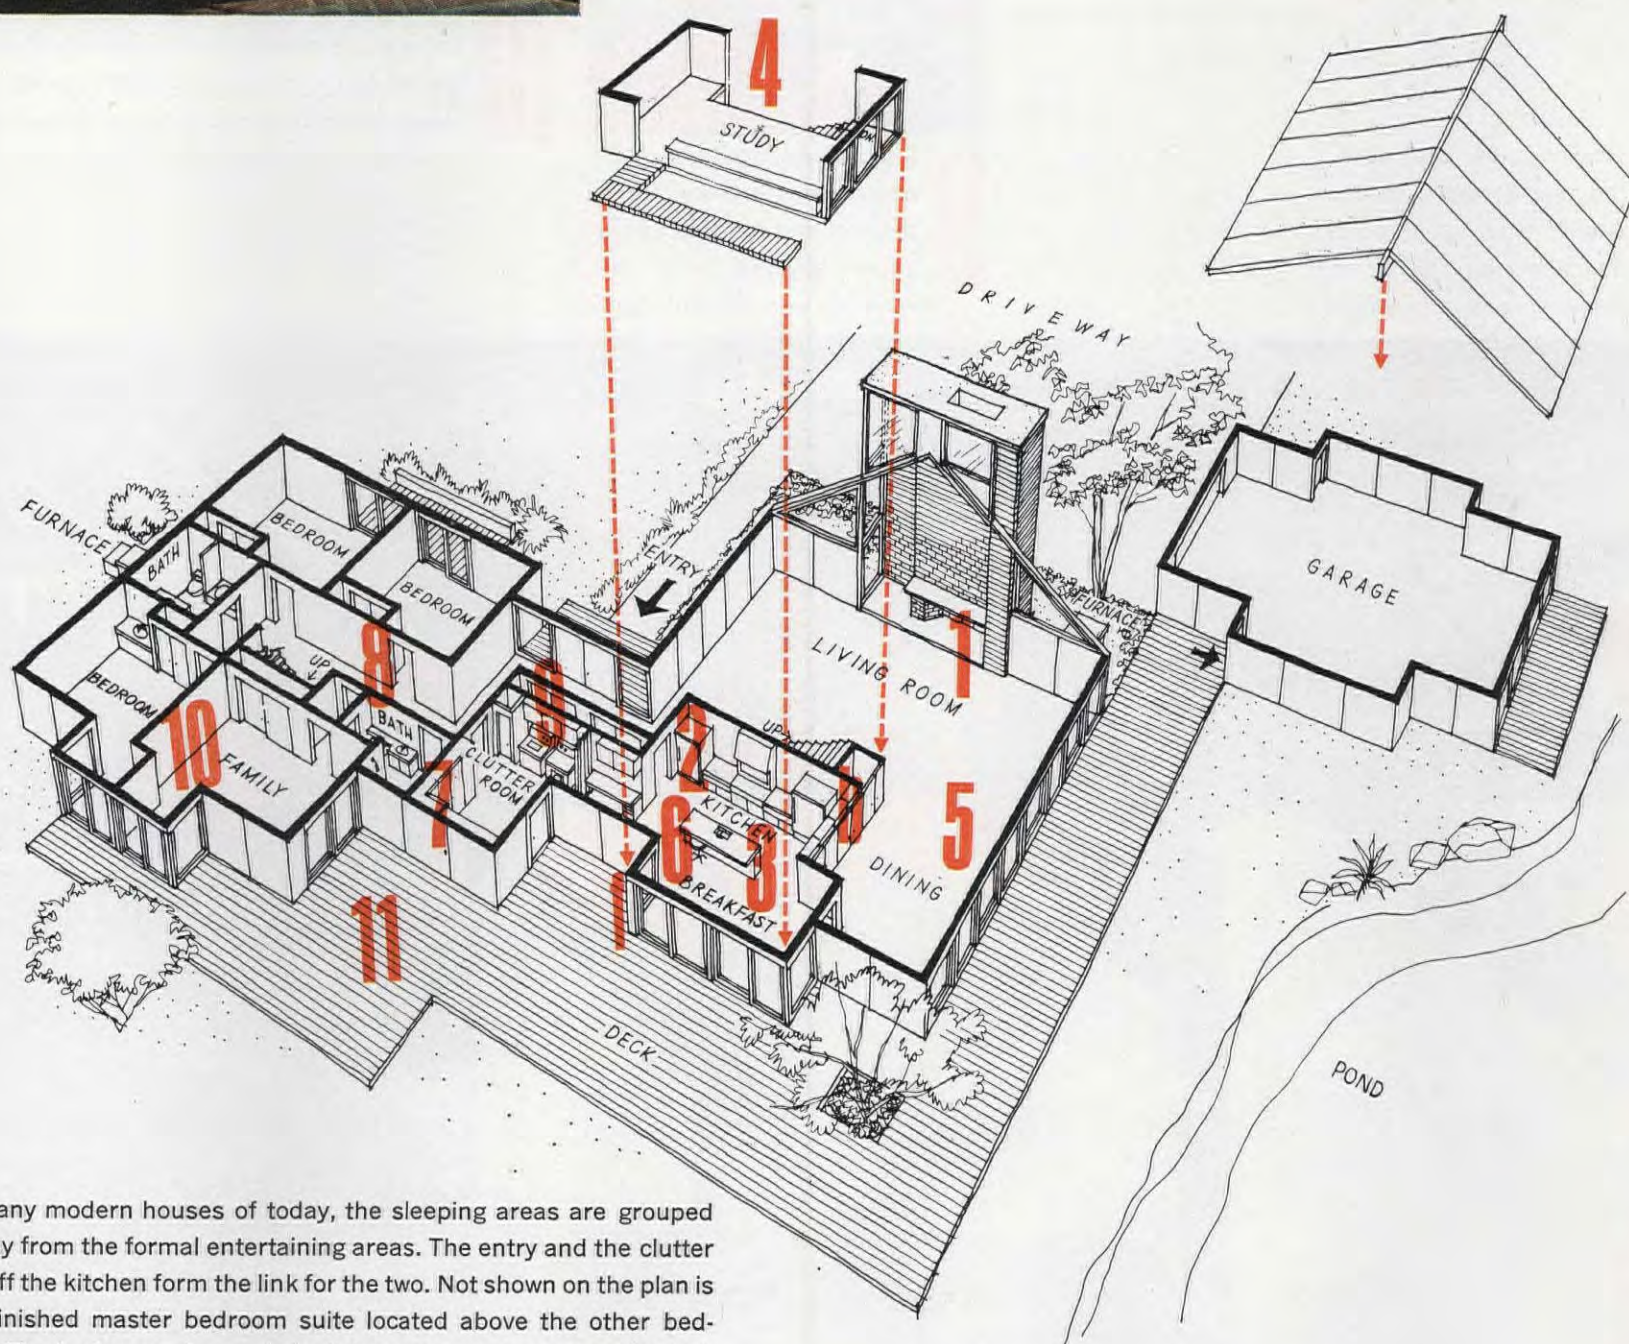 4
STUDY
DRIVEWAY
FURNACE
BEDROOM
BATH
BEDROOM
ENTRY
GARAGE
FURNACE
LIVING ROOM
1
8
UP
9
BEDROOM
10
BATH
2
UP
FAMILY
7
CLUTTER
ROOM
KITCHEN
6
3
5
DINING
BREAKFAST
1
11
DECK
POND
any modern houses of today, the sleeping areas are grouped
y from the formal entertaining areas. The entry and the clutter
ff the kitchen form the link for the two. Not shown on the plan is
inished master bedroom suite located above the other bed-